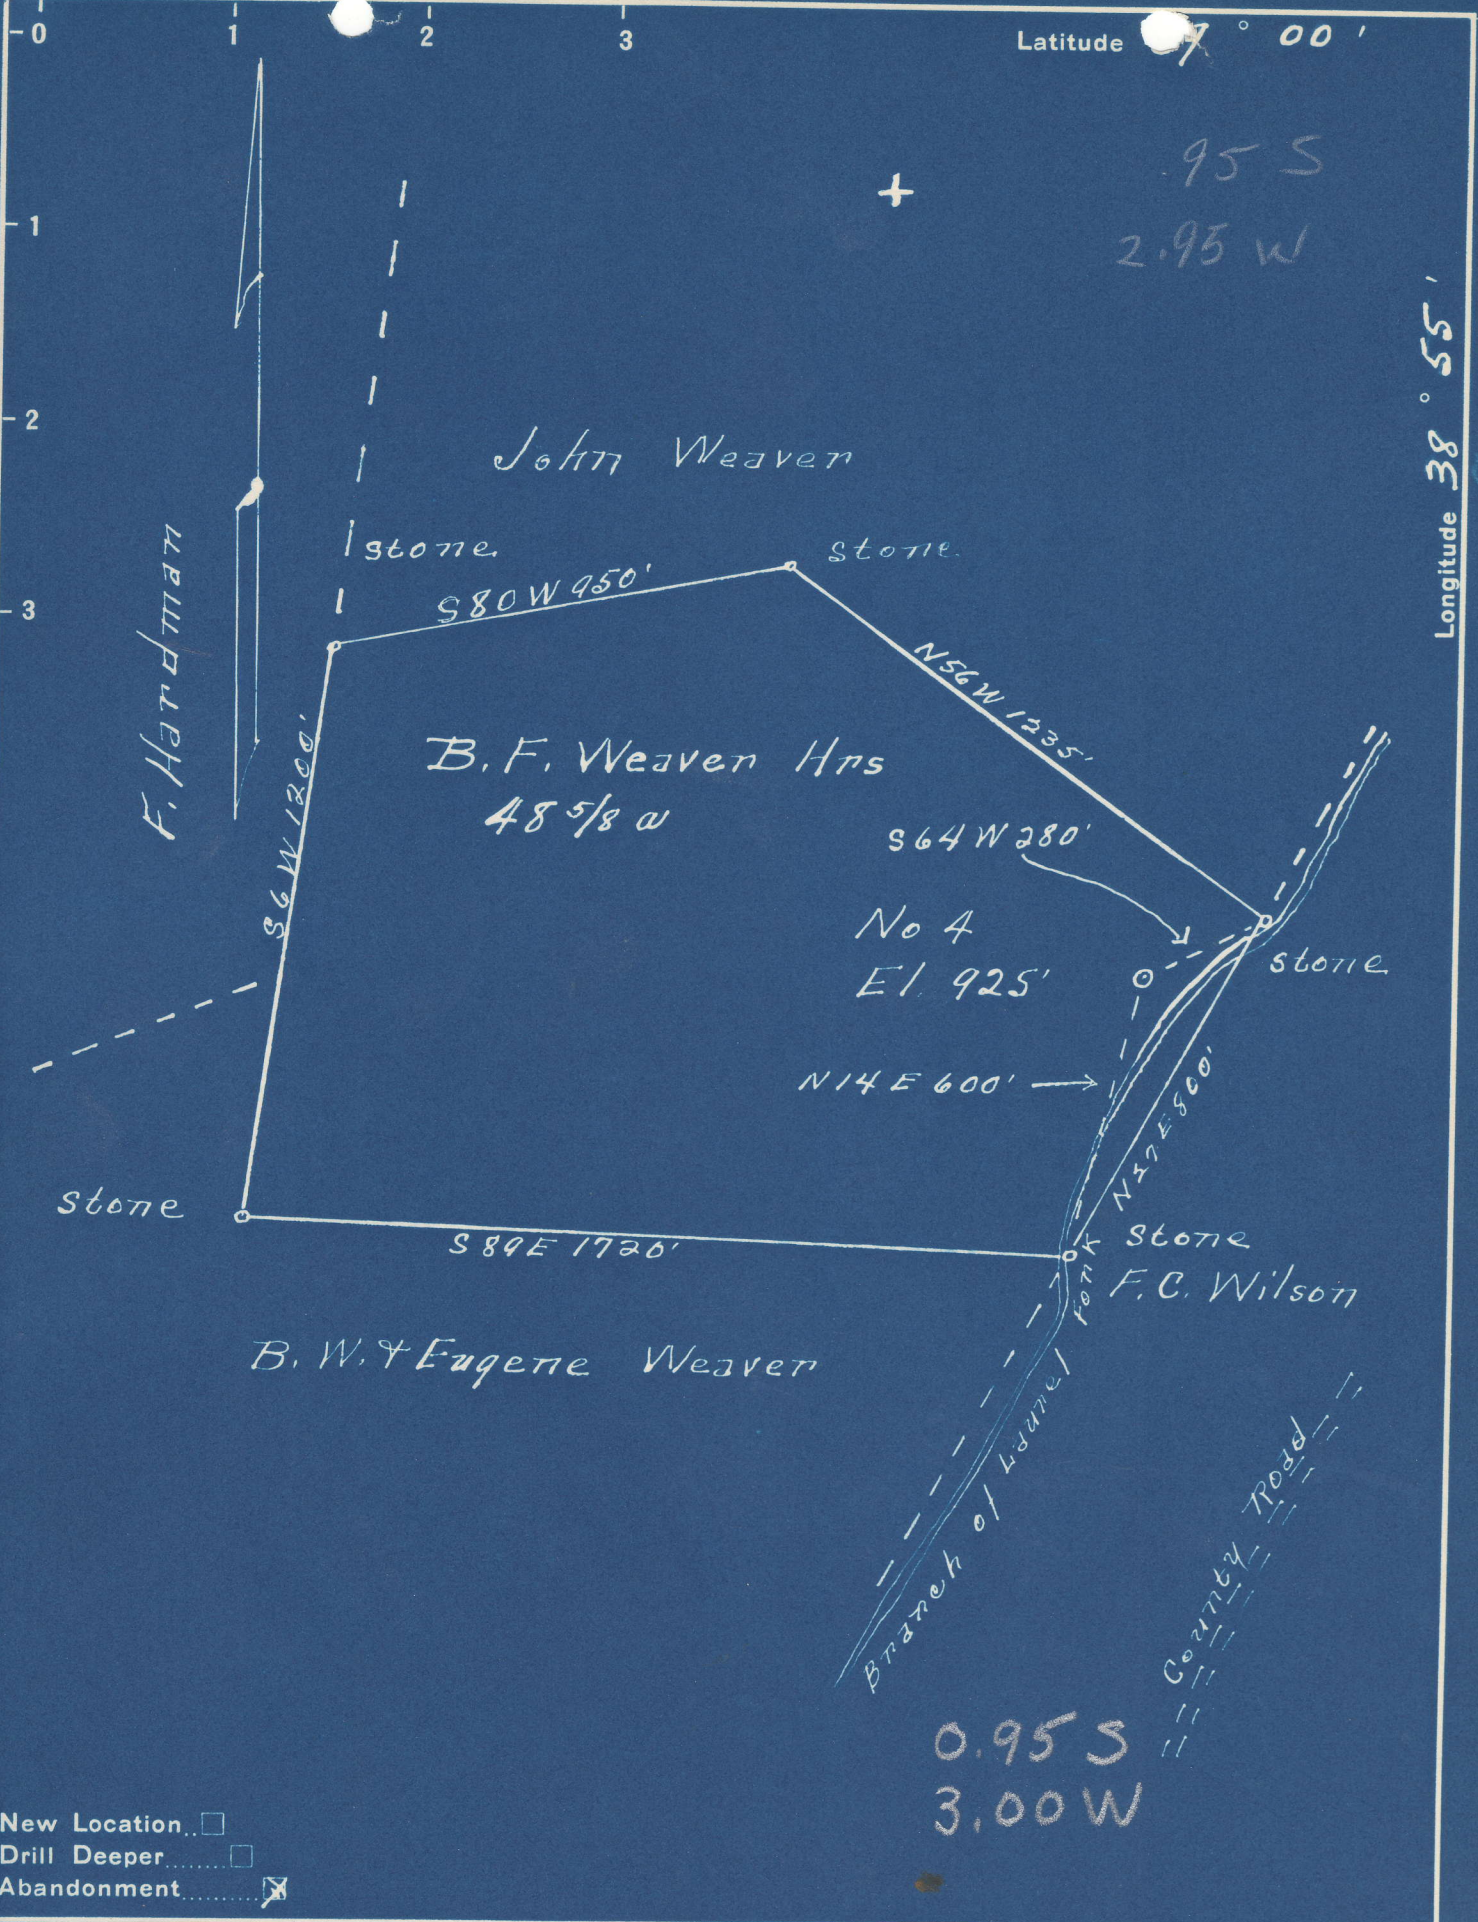 0 1 2 3
Latitude ° 00 '
.95 S
2.95 W
1
Longitude 38 ° 55 '
2
John Weaver
stone
stone
S80W 950'
3
F. Hardman
N56W 1235'
B.F. Weaver Hrs
48 5/8 a
S6W 1200'
S64W 280'
No 4
El. 925'
stone
N14E 600'
800'
stone
S89E 1720'
stone
F.C. Wilson
B.W. & Eugene Weaver
Branch of Laurel Fork
County Road
0.95 S
3.00 W
New Location
Drill Deeper
Abandonment